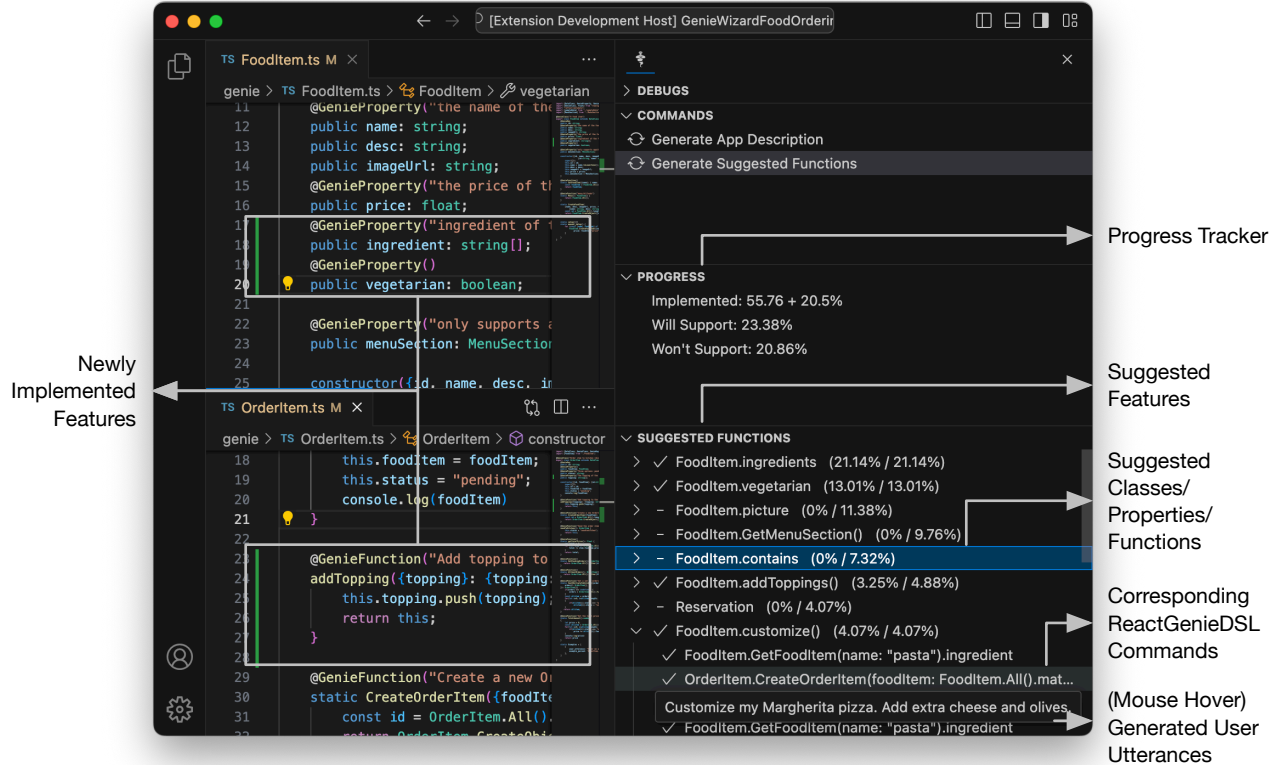 [Extension Development Host] GenieWizardFoodOrderin
TS FoodItem.ts M ×
genie > TS FoodItem.ts > FoodItem > vegetarian
11 @GenieProperty("the name of the
12 public name: string;
13 public desc: string;
14 public imageUrl: string;
15 @GenieProperty("the price of th
16 public price: float;
17 @GenieProperty("ingredient of t
18 public ingredient: string[];
19 @GenieProperty()
20 public vegetarian: boolean;
21
22 @GenieProperty("only supports a
23 public menuSection: MenuSection
24
25 constructor({id, name, desc, im
TS OrderItem.ts M ×
genie > TS OrderItem.ts > OrderItem > constructor
18 this.foodItem = foodItem;
19 this.status = "pending";
20 console.log(foodItem)
21 }
22
23 @GenieFunction("Add topping to
24 addTopping({topping}: {topping:
25 this.topping.push(topping);
26 return this;
27 }
28
29 @GenieFunction("Create a new Or
30 static CreateOrderItem({foodIte
31 const id = OrderItem.All().
32 return OrderItem.CreateObje
DEBUGS
COMMANDS
Generate App Description
Generate Suggested Functions
PROGRESS
Implemented: 55.76 + 20.5%
Will Support: 23.38%
Won't Support: 20.86%
SUGGESTED FUNCTIONS
> ✓ FoodItem.ingredients (21.14% / 21.14%)
> ✓ FoodItem.vegetarian (13.01% / 13.01%)
> – FoodItem.picture (0% / 11.38%)
> – FoodItem.GetMenuSection() (0% / 9.76%)
> – FoodItem.contains (0% / 7.32%)
> ✓ FoodItem.addToppings() (3.25% / 4.88%)
> – Reservation (0% / 4.07%)
✓ FoodItem.customize() (4.07% / 4.07%)
✓ FoodItem.GetFoodItem(name: "pasta").ingredient
✓ OrderItem.CreateOrderItem(foodItem: FoodItem.All().mat...
Customize my Margherita pizza. Add extra cheese and olives.
✓ FoodItem.GetFoodItem(name: "pasta").ingredient
Newly
Implemented
Features
Progress Tracker
Suggested
Features
Suggested
Classes/
Properties/
Functions
Corresponding
ReactGenieDSL
Commands
(Mouse Hover)
Generated User
Utterances